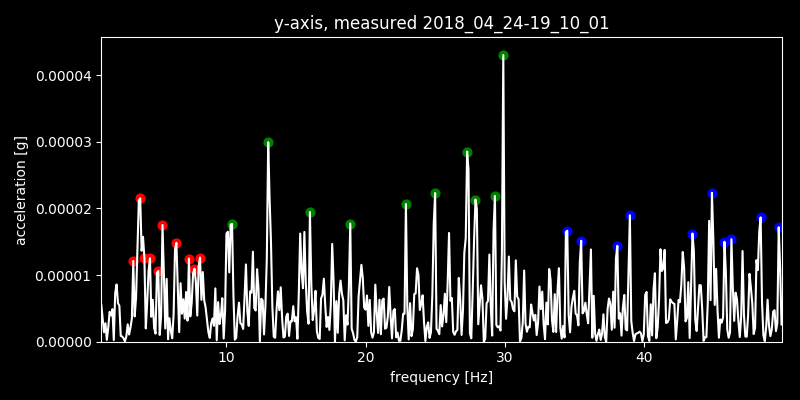 y-axis, measured 2018_04_24-19_10_01
acceleration [g]
0.00004
0.00003
0.00002
0.00001
0.00000
10 20 30 40
frequency [Hz]